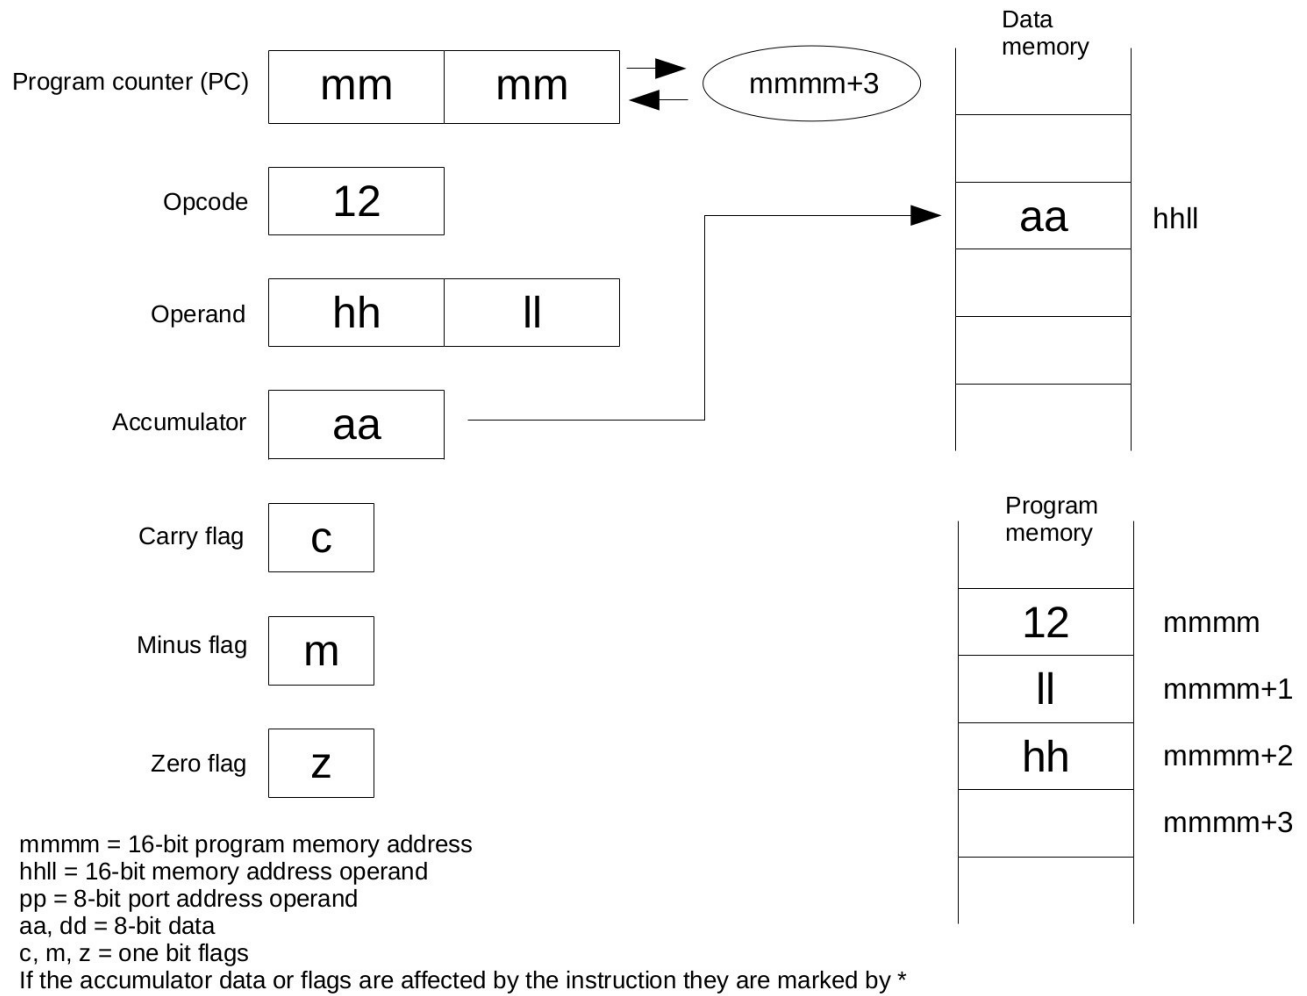 Program counter (PC)
mm
mm
mmmm+3
Opcode
12
Operand
hh
ll
Accumulator
aa
Carry flag
c
Minus flag
m
Zero flag
z
Data
memory
aa
hhll
Program
memory
12
mmmm
ll
mmmm+1
hh
mmmm+2
mmmm+3
mmmm = 16-bit program memory address
hhll = 16-bit memory address operand
pp = 8-bit port address operand
aa, dd = 8-bit data
c, m, z = one bit flags
If the accumulator data or flags are affected by the instruction they are marked by *